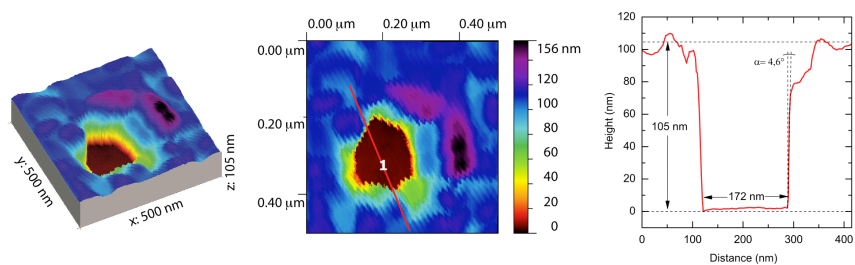 y: 500 nm
x: 500 nm
z: 105 nm
0.00 µm
0.20 µm
0.40 µm
0.00 µm
0.20 µm
0.40 µm
1
156 nm
120
100
80
60
40
20
0
Height (nm)
120
100
80
60
40
20
0
-10
α= 4,6°
105 nm
172 nm
0
100
200
300
400
Distance (nm)